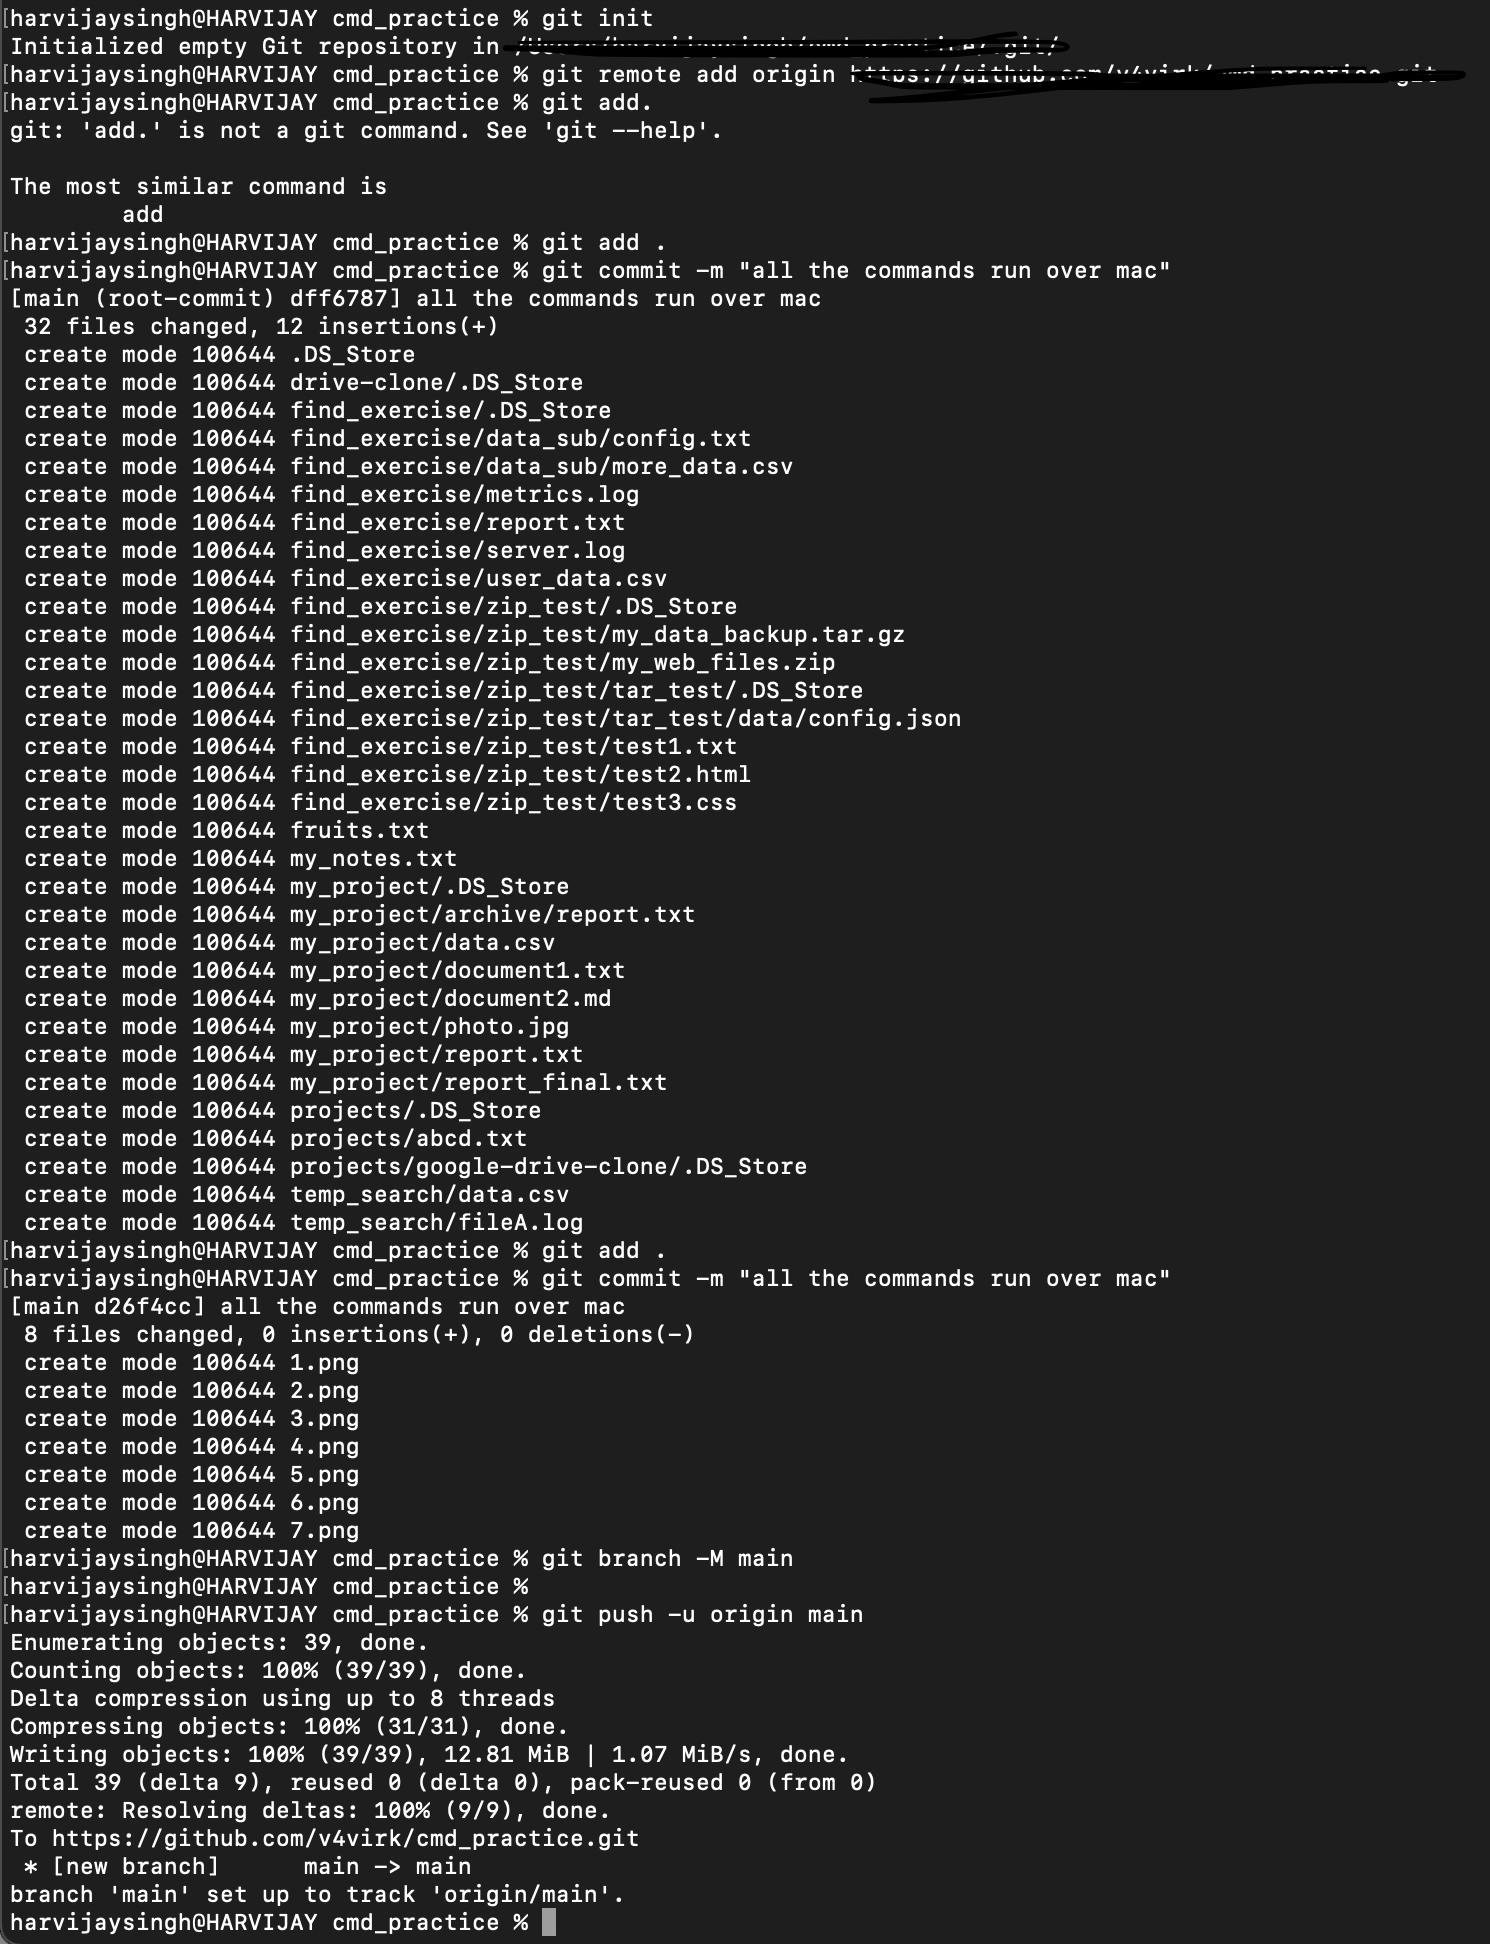 harvijaysingh@HARVIJAY cmd_practice % git init
Initialized empty Git repository in
harvijaysingh@HARVIJAY cmd_practice % git remote add origin
harvijaysingh@HARVIJAY cmd_practice % git add.
git: 'add.' is not a git command. See 'git --help'.
The most similar command is
add
harvijaysingh@HARVIJAY cmd_practice % git add .
harvijaysingh@HARVIJAY cmd_practice % git commit -m "all the commands run over mac"
[main (root-commit) dff6787] all the commands run over mac
32 files changed, 12 insertions(+)
create mode 100644 .DS_Store
create mode 100644 drive-clone/.DS_Store
create mode 100644 find_exercise/.DS_Store
create mode 100644 find_exercise/data_sub/config.txt
create mode 100644 find_exercise/data_sub/more_data.csv
create mode 100644 find_exercise/metrics.log
create mode 100644 find_exercise/report.txt
create mode 100644 find_exercise/server.log
create mode 100644 find_exercise/user_data.csv
create mode 100644 find_exercise/zip_test/.DS_Store
create mode 100644 find_exercise/zip_test/my_data_backup.tar.gz
create mode 100644 find_exercise/zip_test/my_web_files.zip
create mode 100644 find_exercise/zip_test/tar_test/.DS_Store
create mode 100644 find_exercise/zip_test/tar_test/data/config.json
create mode 100644 find_exercise/zip_test/test1.txt
create mode 100644 find_exercise/zip_test/test2.html
create mode 100644 find_exercise/zip_test/test3.css
create mode 100644 fruits.txt
create mode 100644 my_notes.txt
create mode 100644 my_project/.DS_Store
create mode 100644 my_project/archive/report.txt
create mode 100644 my_project/data.csv
create mode 100644 my_project/document1.txt
create mode 100644 my_project/document2.md
create mode 100644 my_project/photo.jpg
create mode 100644 my_project/report.txt
create mode 100644 my_project/report_final.txt
create mode 100644 projects/.DS_Store
create mode 100644 projects/abcd.txt
create mode 100644 projects/google-drive-clone/.DS_Store
create mode 100644 temp_search/data.csv
create mode 100644 temp_search/fileA.log
harvijaysingh@HARVIJAY cmd_practice % git add .
harvijaysingh@HARVIJAY cmd_practice % git commit -m "all the commands run over mac"
[main d26f4cc] all the commands run over mac
8 files changed, 0 insertions(+), 0 deletions(-)
create mode 100644 1.png
create mode 100644 2.png
create mode 100644 3.png
create mode 100644 4.png
create mode 100644 5.png
create mode 100644 6.png
create mode 100644 7.png
harvijaysingh@HARVIJAY cmd_practice % git branch -M main
harvijaysingh@HARVIJAY cmd_practice %
harvijaysingh@HARVIJAY cmd_practice % git push -u origin main
Enumerating objects: 39, done.
Counting objects: 100% (39/39), done.
Delta compression using up to 8 threads
Compressing objects: 100% (31/31), done.
Writing objects: 100% (39/39), 12.81 MiB | 1.07 MiB/s, done.
Total 39 (delta 9), reused 0 (delta 0), pack-reused 0 (from 0)
remote: Resolving deltas: 100% (9/9), done.
To https://github.com/v4virk/cmd_practice.git
* [new branch]      main -> main
branch 'main' set up to track 'origin/main'.
harvijaysingh@HARVIJAY cmd_practice %